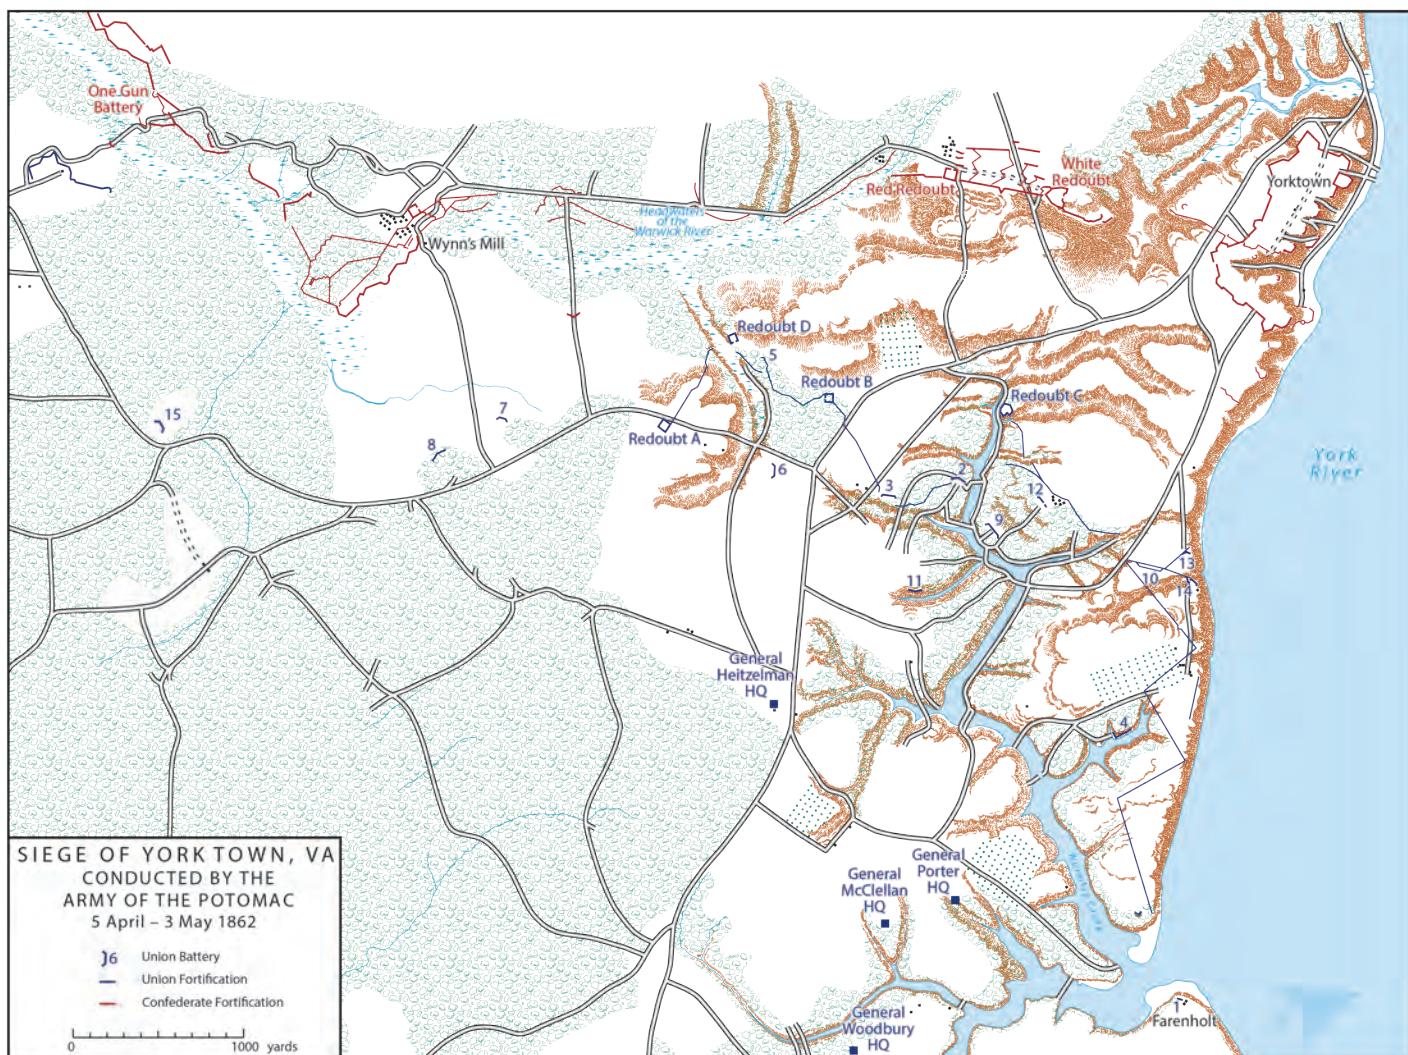 One Gun
Battery
White
Redoubt
Red Redoubt
Yorktown
Headwaters
of the
Warwick River
Wynn's Mill
Redoubt D
5
Redoubt B
Redoubt C
7
15
Redoubt A
8
6
2
3
12
9
York
River
13
10
14
11
General
Heitzelman
HQ
4
General
Porter
HQ
General
McClellan
HQ
General
Woodbury
HQ
1
Farenholt
SIEGE OF YORKTOWN, VA
CONDUCTED BY THE
ARMY OF THE POTOMAC
5 April – 3 May 1862
6 Union Battery
Union Fortification
Confederate Fortification
0 1000 yards